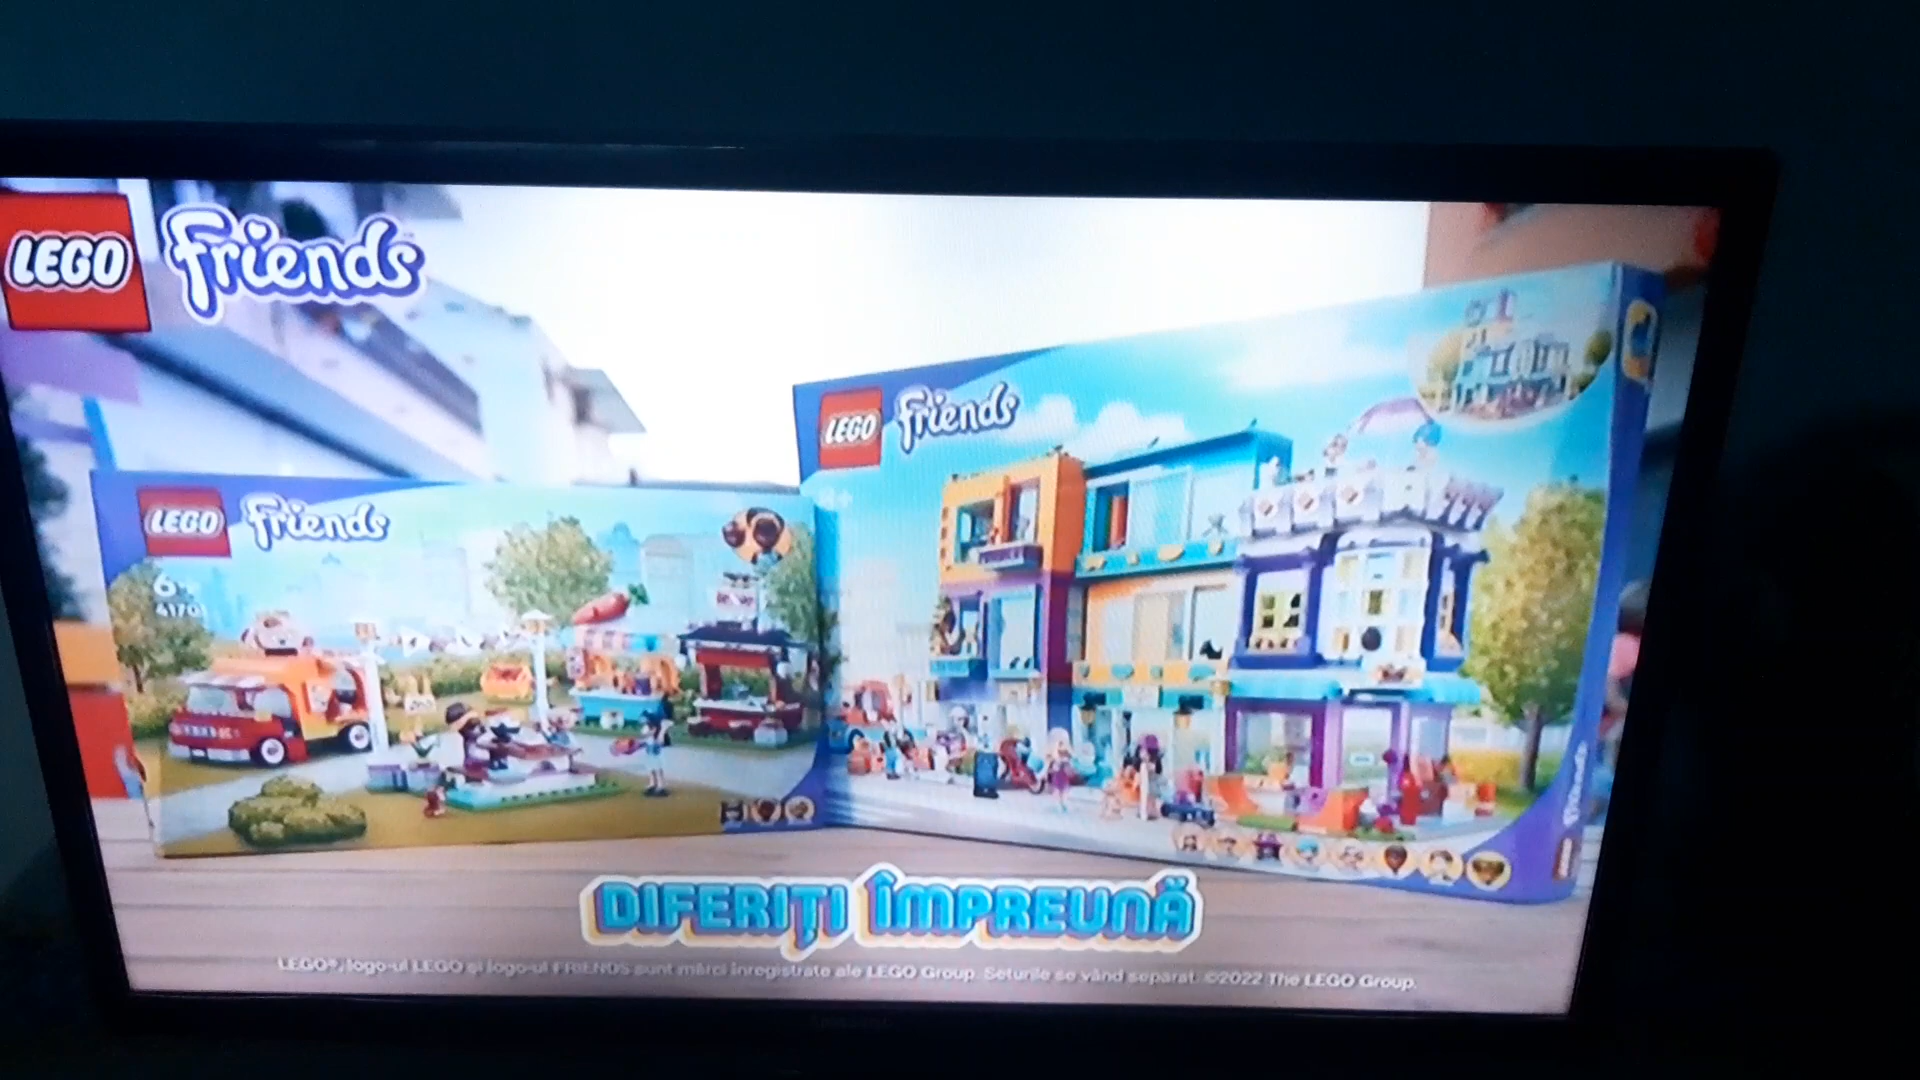 LEGO Friends
LEGO Friends
LEGO Friends
6+
41701
DIFERIȚI ÎMPREUNĂ
LEGO®, logo-ul LEGO și logo-ul FRIENDS sunt mărci înregistrate ale LEGO Group. Seturile se vând separat. ©2022 The LEGO Group.